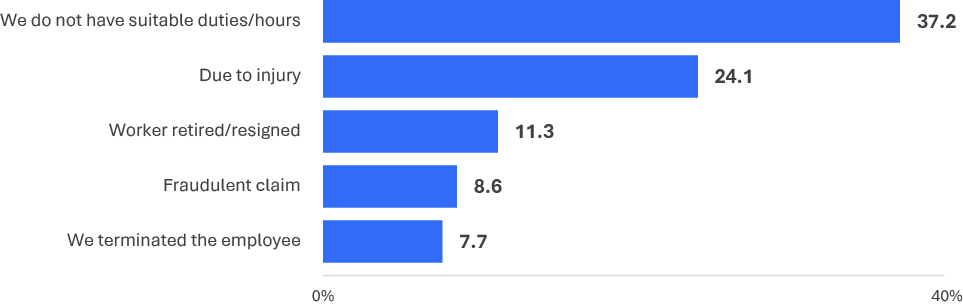 We do not have suitable duties/hours 37.2
Due to injury 24.1
Worker retired/resigned 11.3
Fraudulent claim 8.6
We terminated the employee 7.7
0% 40%